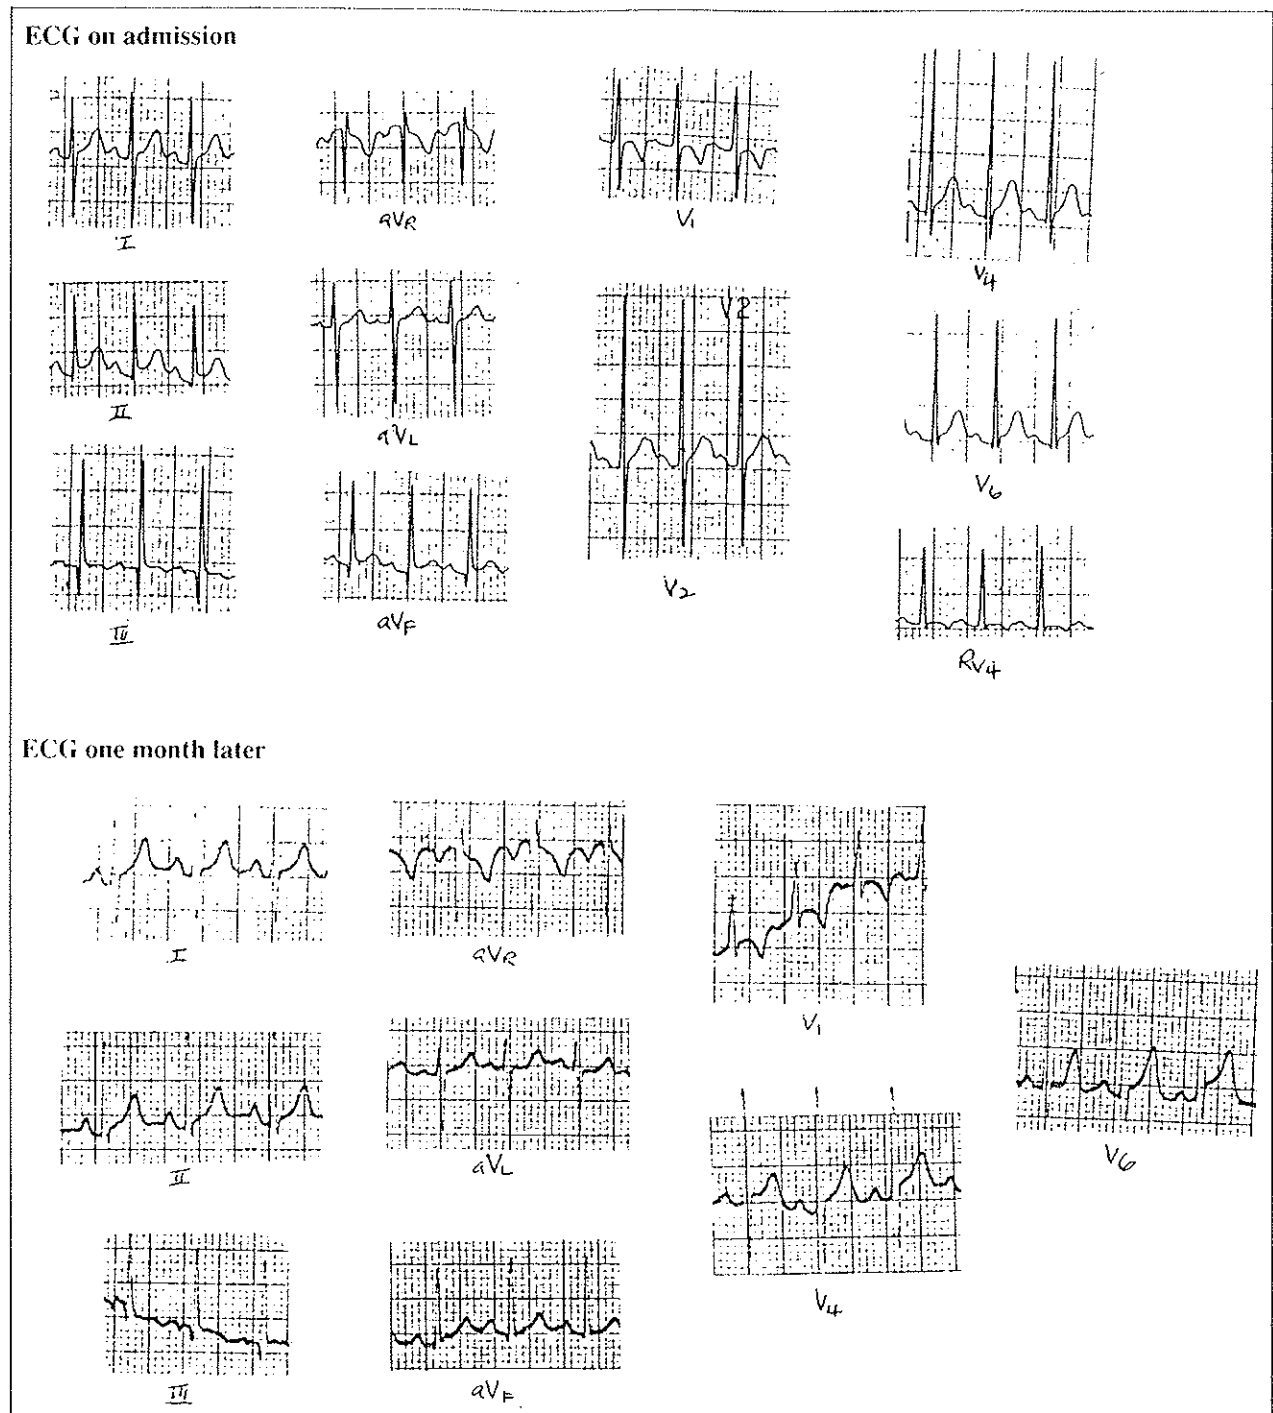 ECG on admission
I
aVR
V1
V4
V2
II
aVL
V6
III
aVF
V2
RV4
ECG one month later
I
aVR
V1
II
aVL
V6
V4
III
aVF